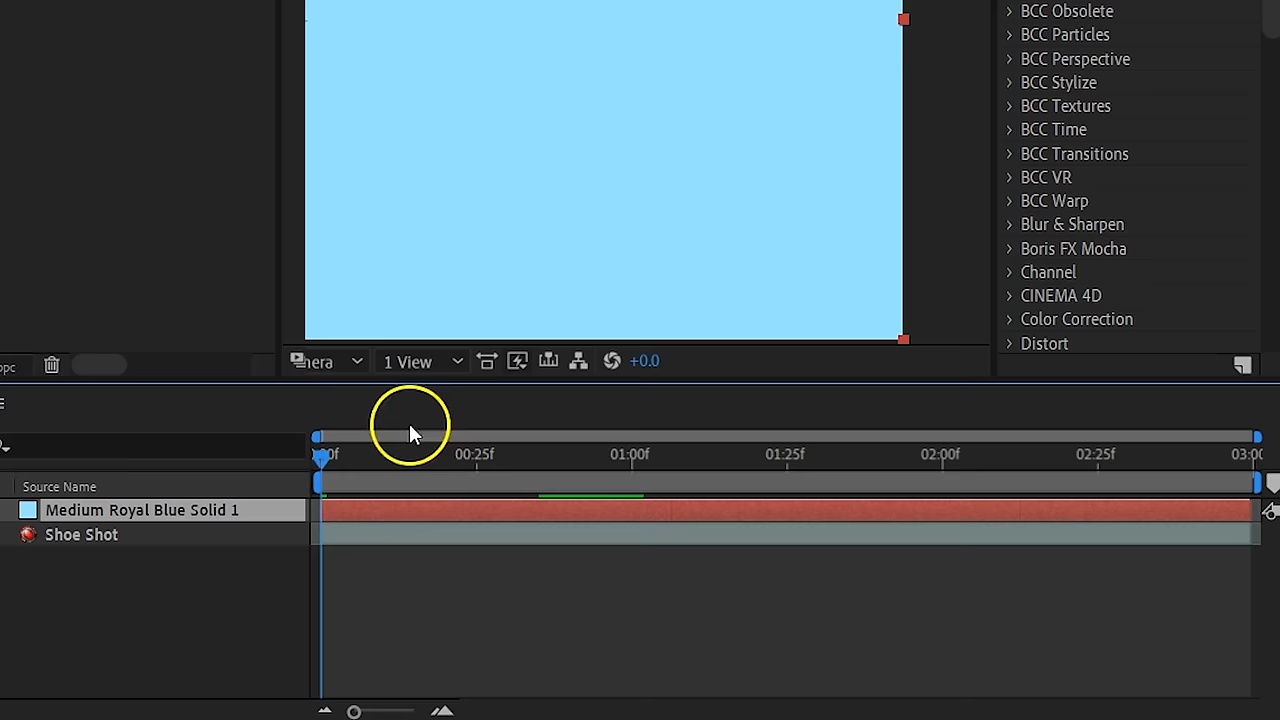 BCC Obsolete
BCC Particles
BCC Perspective
BCC Stylize
BCC Textures
BCC Time
BCC Transitions
BCC VR
BCC Warp
Blur & Sharpen
Boris FX Mocha
Channel
CINEMA 4D
Color Correction
Distort
1 View
+0.0
00:25f 01:00f 01:25f 02:00f 02:25f
Source Name
Medium Royal Blue Solid 1
Shoe Shot